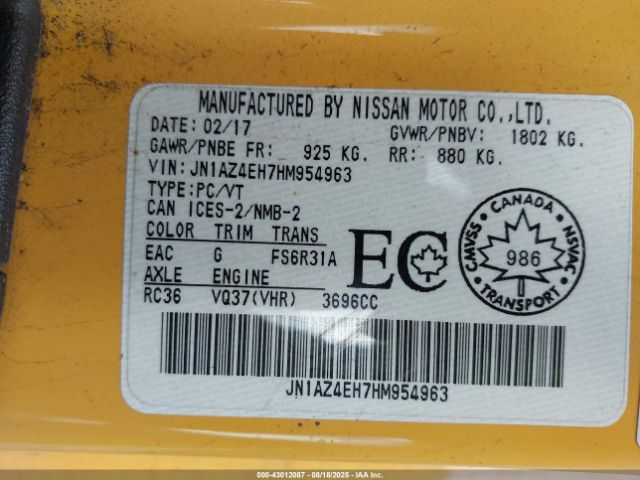 MANUFACTURED BY NISSAN MOTOR CO.,LTD.
DATE: 02/17 GVWR/PNBV: 1802 KG.
GAWR/PNBE FR: 925 KG. RR: 880 KG.
VIN: JN1AZ4EH7HM954963
TYPE: PC/VT
CAN ICES-2/NMB-2
COLOR TRIM TRANS
EAC G FS6R31A
AXLE ENGINE
RC36 VQ37(VHR) 3696CC
EC
CANADA
CMVSS 986 NSVAC
TRANSPORT
JN1AZ4EH7HM954963
000-43012087 - 08/18/2025 - IAAI.COM